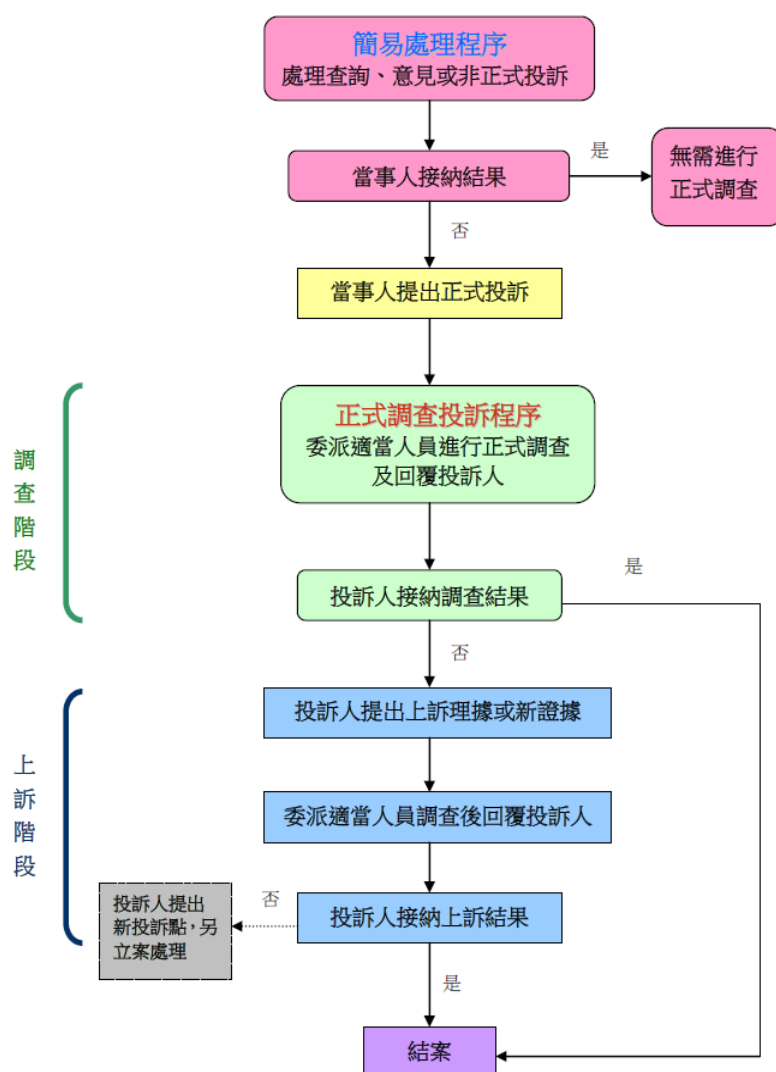 簡易處理程序
處理查詢、意見或非正式投訴
當事人接納結果
是
無需進行
正式調查
否
當事人提出正式投訴
調查階段
正式調查投訴程序
委派適當人員進行正式調查
及回覆投訴人
投訴人接納調查結果
是
否
上訴階段
投訴人提出上訴理據或新證據
委派適當人員調查後回覆投訴人
投訴人接納上訴結果
否
投訴人提出
新投訴點，另
立案處理
是
結案